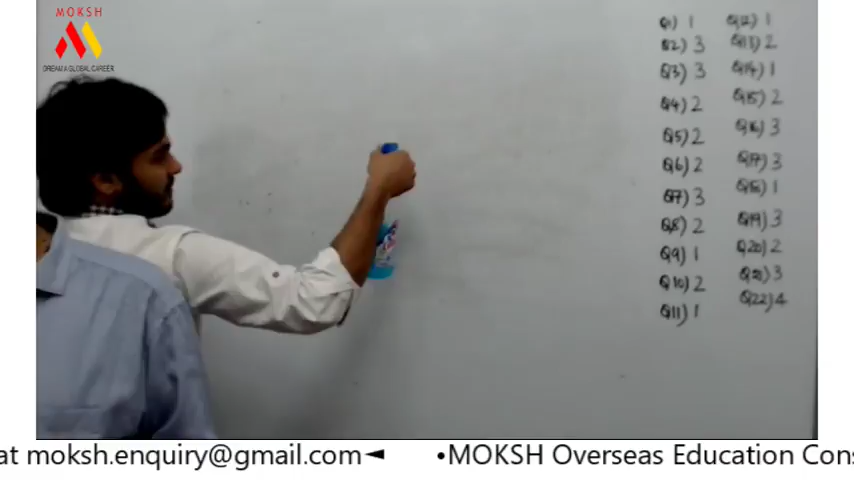 MOKSH
DREAM A GLOBAL CAREER
Q1) 1
Q2) 3
Q3) 3
Q4) 2
Q5) 2
Q6) 2
Q7) 3
Q8) 2
Q9) 1
Q10) 2
Q11) 1
Q12) 1
Q13) 2
Q14) 1
Q15) 2
Q16) 3
Q17) 3
Q18) 1
Q19) 3
Q20) 2
Q21) 3
Q22) 4
at moksh.enquiry@gmail.com◄ •MOKSH Overseas Education Cons